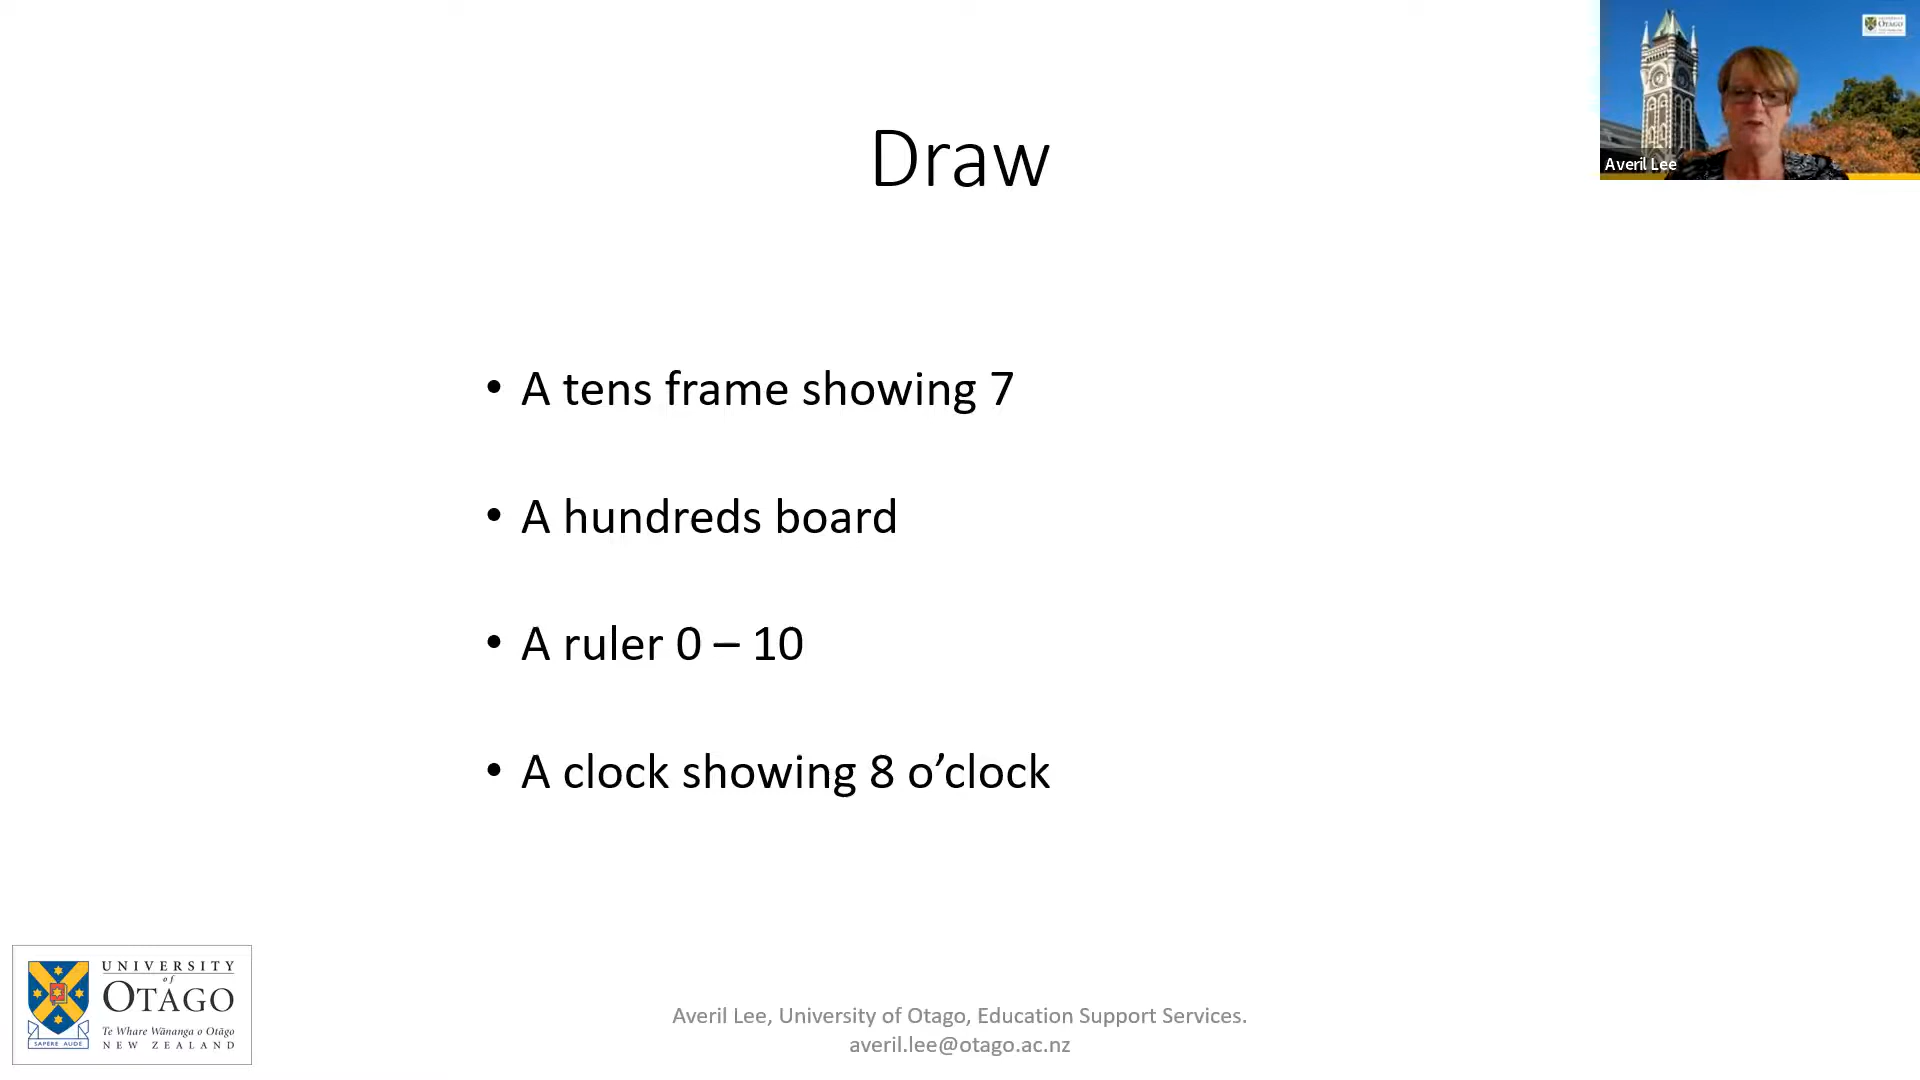 Draw
Averil Lee
OTAGO
• A tens frame showing 7
• A hundreds board
• A ruler 0 – 10
• A clock showing 8 o’clock
UNIVERSITY
of
OTAGO
Te Whare Wānanga o Otāgo
NEW ZEALAND
SAPERE AUDE
Averil Lee, University of Otago, Education Support Services.
averil.lee@otago.ac.nz